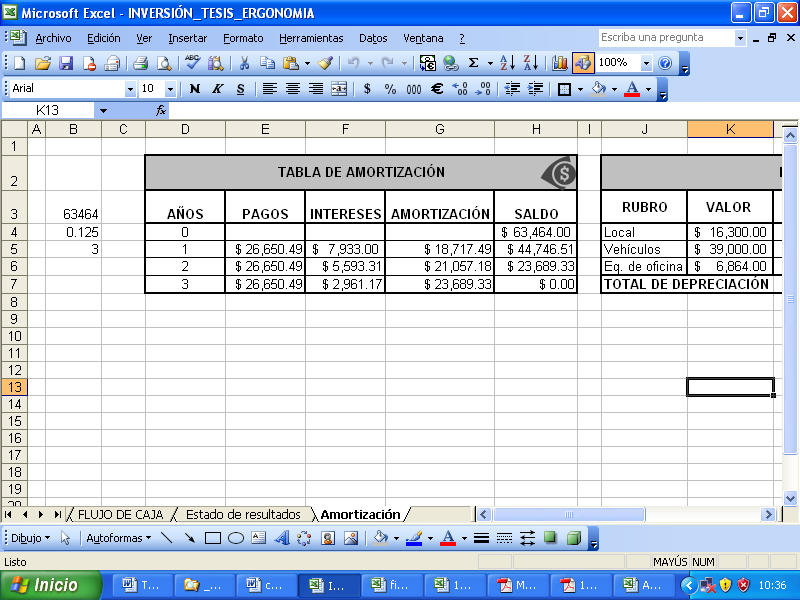 Microsoft Excel - INVERSIÓN_TESIS_ERGONOMIA
Archivo Edición Ver Insertar Formato Herramientas Datos Ventana ? Escriba una pregunta
100%
Arial 10 N K S $ % 000 €
K13 fx
A B C D E F G H I J K
1
2 TABLA DE AMORTIZACIÓN
3 63464 AÑOS PAGOS INTERESES AMORTIZACIÓN SALDO RUBRO VALOR
4 0.125 0 $ 63,464.00 Local $ 16,300.00
5 3 1 $ 26,650.49 $ 7,933.00 $ 18,717.49 $ 44,746.51 Vehículos $ 39,000.00
6 2 $ 26,650.49 $ 5,593.31 $ 21,057.18 $ 23,689.33 Eq. de oficina $ 6,864.00
7 3 $ 26,650.49 $ 2,961.17 $ 23,689.33 $ 0.00 TOTAL DE DEPRECIACIÓN
8
9
10
11
12
13
14
15
16
17
18
19
20
FLUJO DE CAJA Estado de resultados Amortización
Dibujo Autoformas
Listo MAYÚS NUM
Inicio T... _... c... I... fi... 1... M... 1... A... 10:36